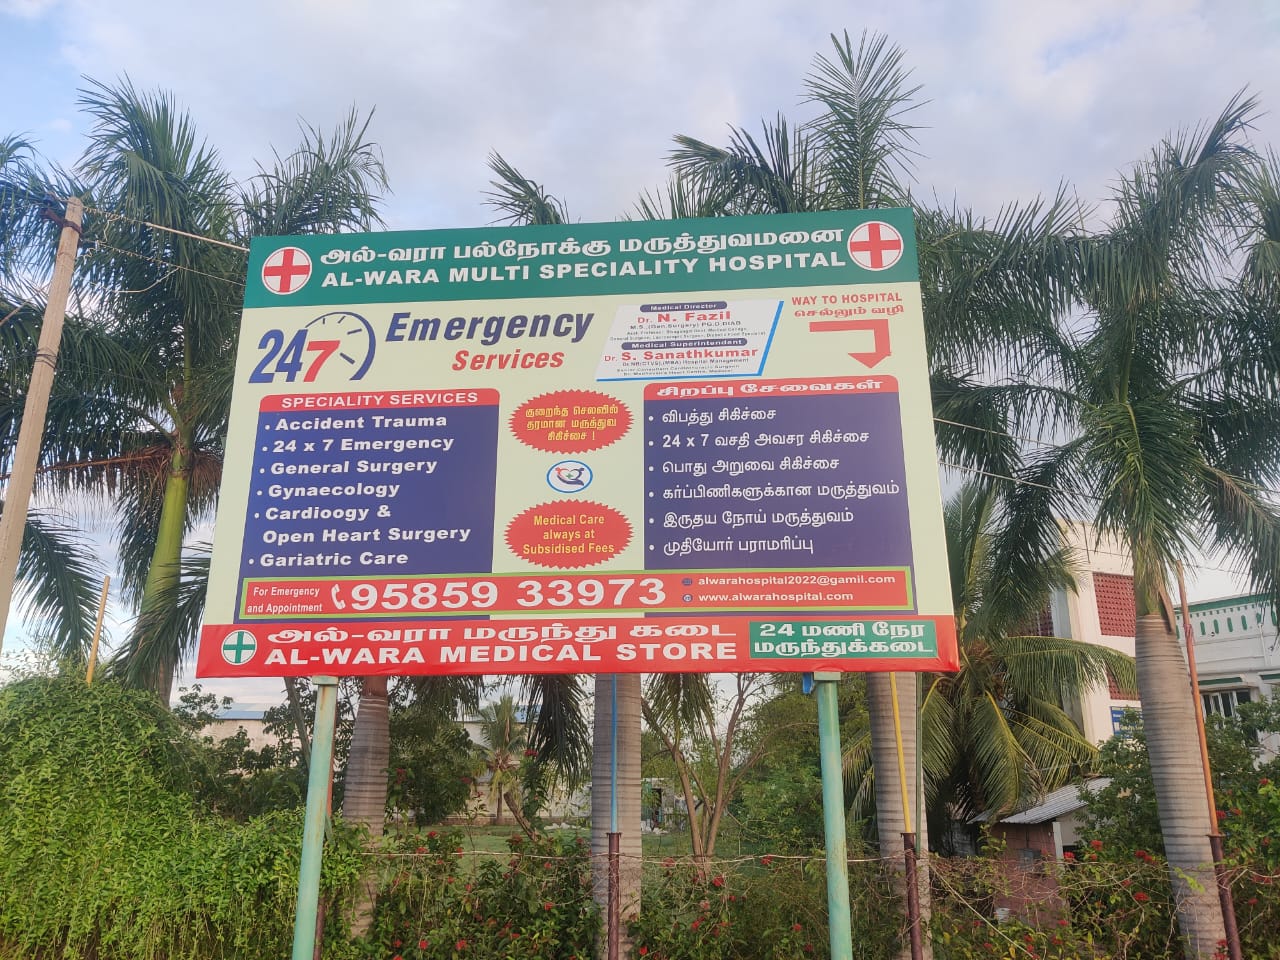 அல்-வரா பல்நோக்கு மருத்துவமனை
AL-WARA MULTI SPECIALITY HOSPITAL
24
7
Emergency
Services
Medical Director
Dr. N. Fazil
M.S.,(Gen.Surgery) PG.D.DIAB
Medical Superintendent
Dr. S. Sanathkumar
WAY TO HOSPITAL
செல்லும் வழி
SPECIALITY SERVICES
• Accident Trauma
• 24 x 7 Emergency
• General Surgery
• Gynaecology
• Cardioogy &
Open Heart Surgery
• Gariatric Care
குறைந்த செலவில்
தரமான மருத்துவ
சிகிச்சை !
Medical Care
always at
Subsidised Fees
சிறப்பு சேவைகள்
• விபத்து சிகிச்சை
• 24 x 7 வசதி அவசர சிகிச்சை
• பொது அறுவை சிகிச்சை
• கர்ப்பிணிகளுக்கான மருத்துவம்
• இருதய நோய் மருத்துவம்
• முதியோர் பராமரிப்பு
For Emergency
and Appointment
95859 33973
alwarahospital2022@gamil.com
www.alwarahospital.com
அல்-வரா மருந்து கடை
AL-WARA MEDICAL STORE
24 மணி நேர
மருந்துக்கடை